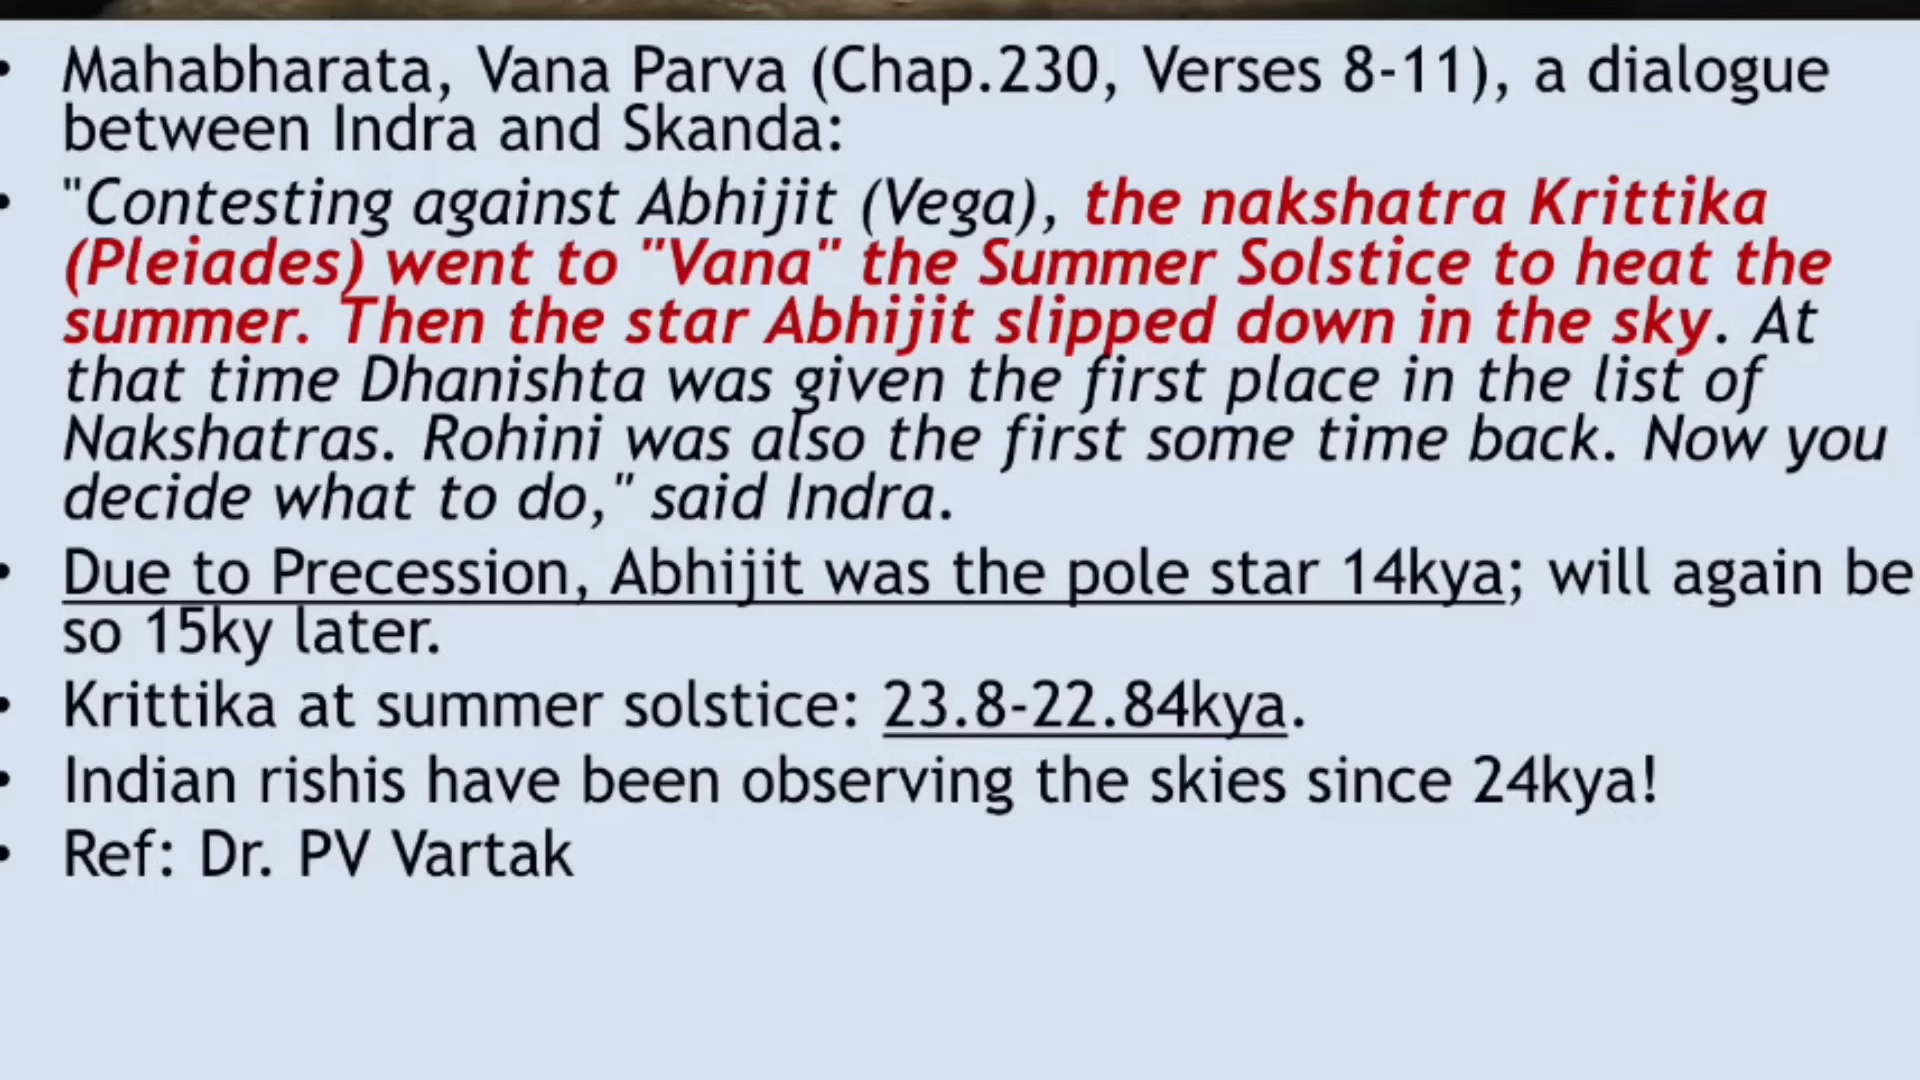 • Mahabharata, Vana Parva (Chap.230, Verses 8-11), a dialogue
between Indra and Skanda:
• "Contesting against Abhijit (Vega), the nakshatra Krittika
(Pleiades) went to "Vana" the Summer Solstice to heat the
summer. Then the star Abhijit slipped down in the sky. At
that time Dhanishta was given the first place in the list of
Nakshatras. Rohini was also the first some time back. Now you
decide what to do," said Indra.
• Due to Precession, Abhijit was the pole star 14kya; will again be
so 15ky later.
• Krittika at summer solstice: 23.8-22.84kya.
• Indian rishis have been observing the skies since 24kya!
• Ref: Dr. PV Vartak